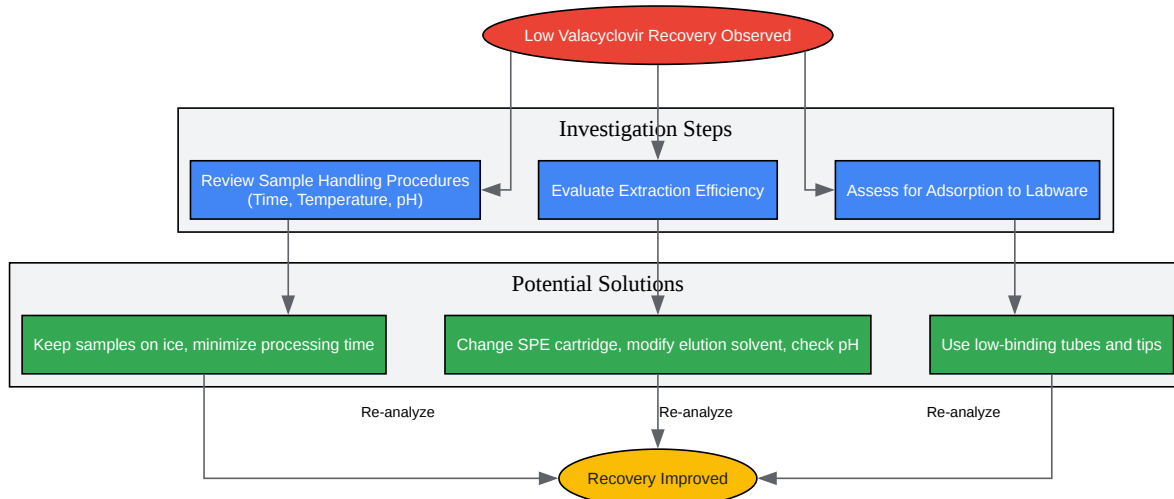 Low Valacyclovir Recovery Observed
Investigation Steps
Review Sample Handling Procedures
(Time, Temperature, pH)
Evaluate Extraction Efficiency
Assess for Adsorption to Labware
Potential Solutions
Keep samples on ice, minimize processing time
Change SPE cartridge, modify elution solvent, check pH
Use low-binding tubes and tips
Re-analyze
Re-analyze
Re-analyze
Recovery Improved